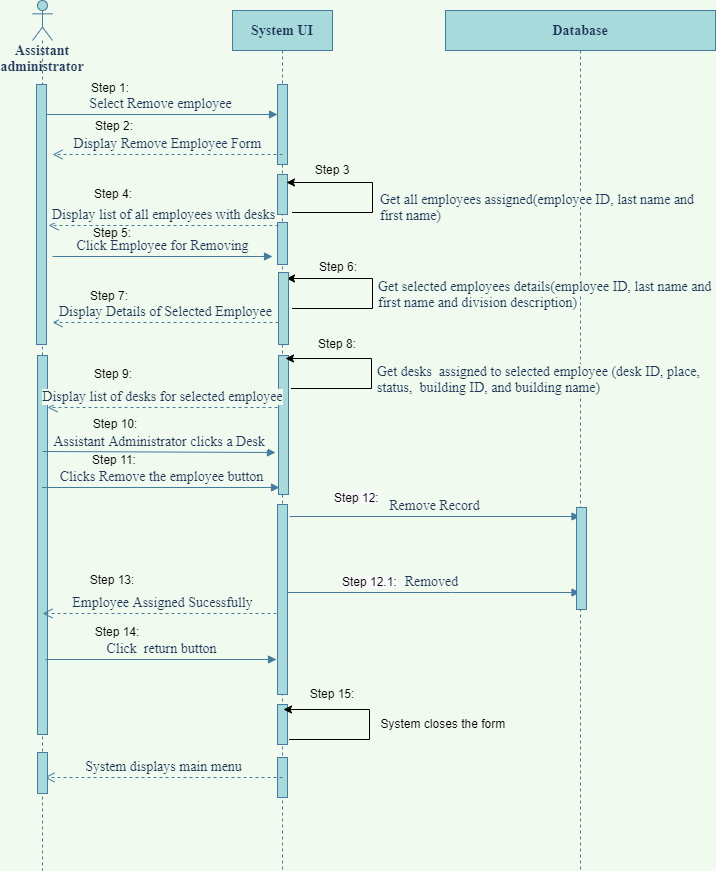 System UI
Database
Assistant
administrator
Step 1:
Select Remove employee
Step 2:
Display Remove Employee Form
Step 3
Get all employees assigned(employee ID, last name and
first name)
Step 4:
Display list of all employees with desks
Step 5:
Click Employee for Removing
Step 6:
Get selected employees details(employee ID, last name and
first name and division description)
Step 7:
Display Details of Selected Employee
Step 8:
Get desks assigned to selected employee (desk ID, place,
status, building ID, and building name)
Step 9:
Display list of desks for selected employee
Step 10:
Assistant Administrator clicks a Desk
Step 11:
Clicks Remove the employee button
Step 12:
Remove Record
Step 12.1: Removed
Step 13:
Employee Assigned Sucessfully
Step 14:
Click return button
Step 15:
System closes the form
System displays main menu